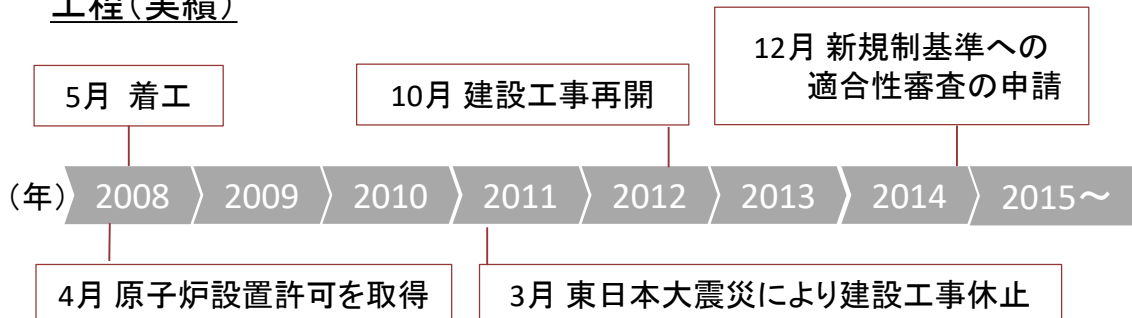 工程(実績)
12月 新規制基準への
適合性審査の申請
5月 着工
10月 建設工事再開
(年) 2008 2009 2010 2011 2012 2013 2014 2015～
4月 原子炉設置許可を取得
3月 東日本大震災により建設工事休止